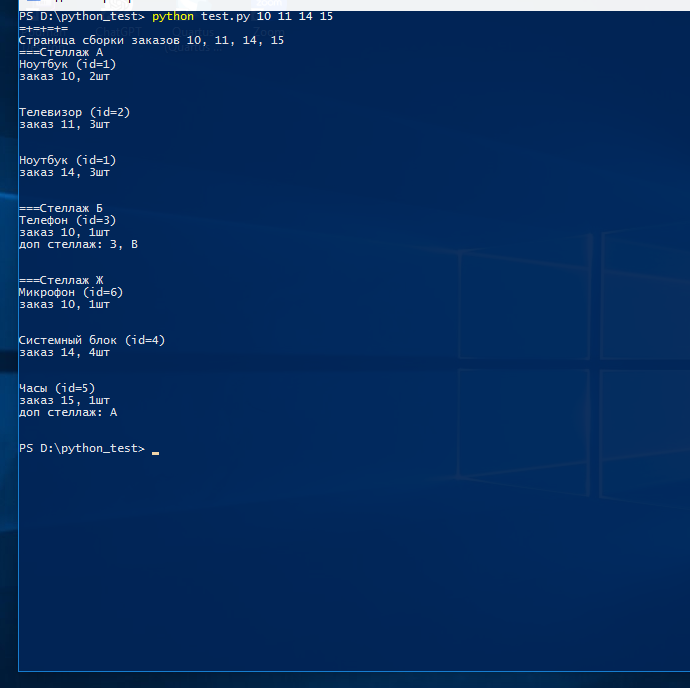 PS D:\python_test> python test.py 10 11 14 15
=+=+=+=
Страница сборки заказов 10, 11, 14, 15
===Стеллаж А
Ноутбук (id=1)
заказ 10, 2шт
Телевизор (id=2)
заказ 11, 3шт
Ноутбук (id=1)
заказ 14, 3шт
===Стеллаж Б
Телефон (id=3)
заказ 10, 1шт
доп стеллаж: З, В
===Стеллаж Ж
Микрофон (id=6)
заказ 10, 1шт
Системный блок (id=4)
заказ 14, 4шт
Часы (id=5)
заказ 15, 1шт
доп стеллаж: А
PS D:\python_test>